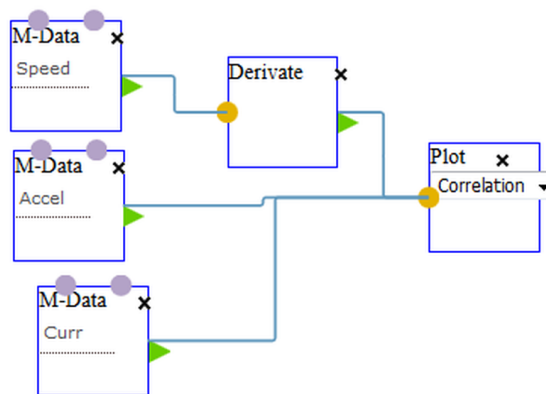 M-Data
Speed
Derivate
M-Data
Accel
Plot
Correlation
M-Data
Curr